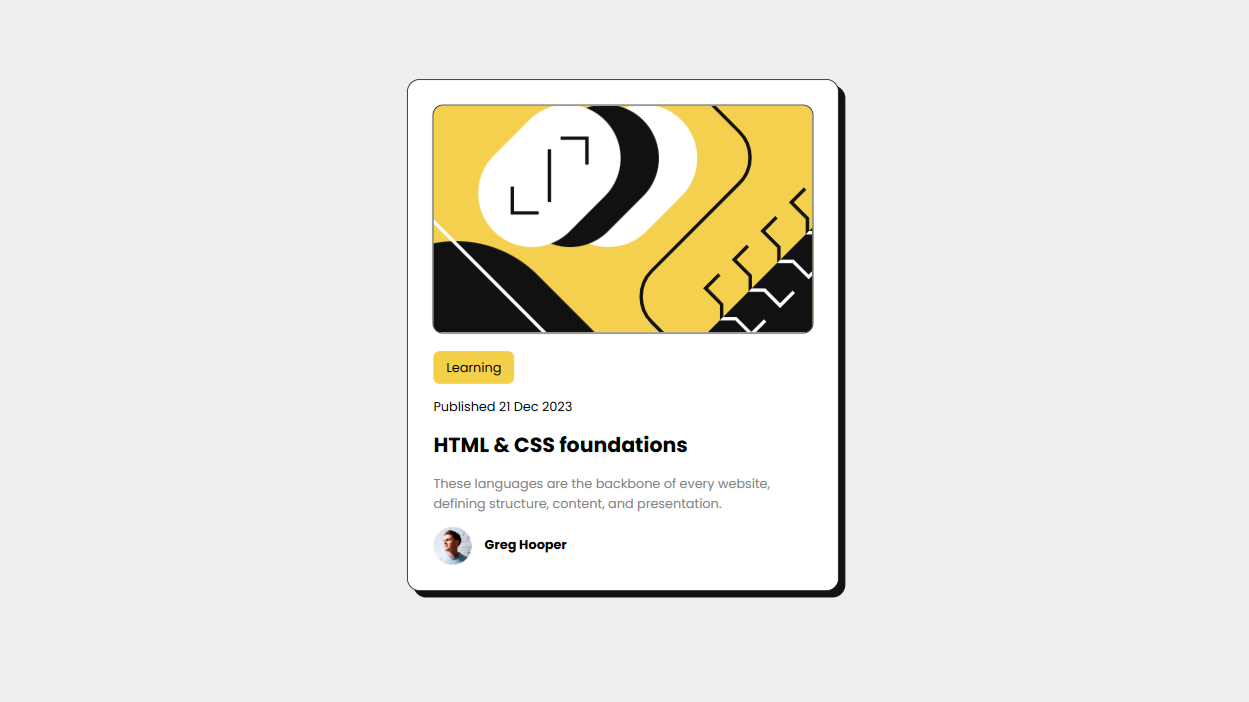 Learning
Published 21 Dec 2023
HTML & CSS foundations
These languages are the backbone of every website,
defining structure, content, and presentation.
Greg Hooper